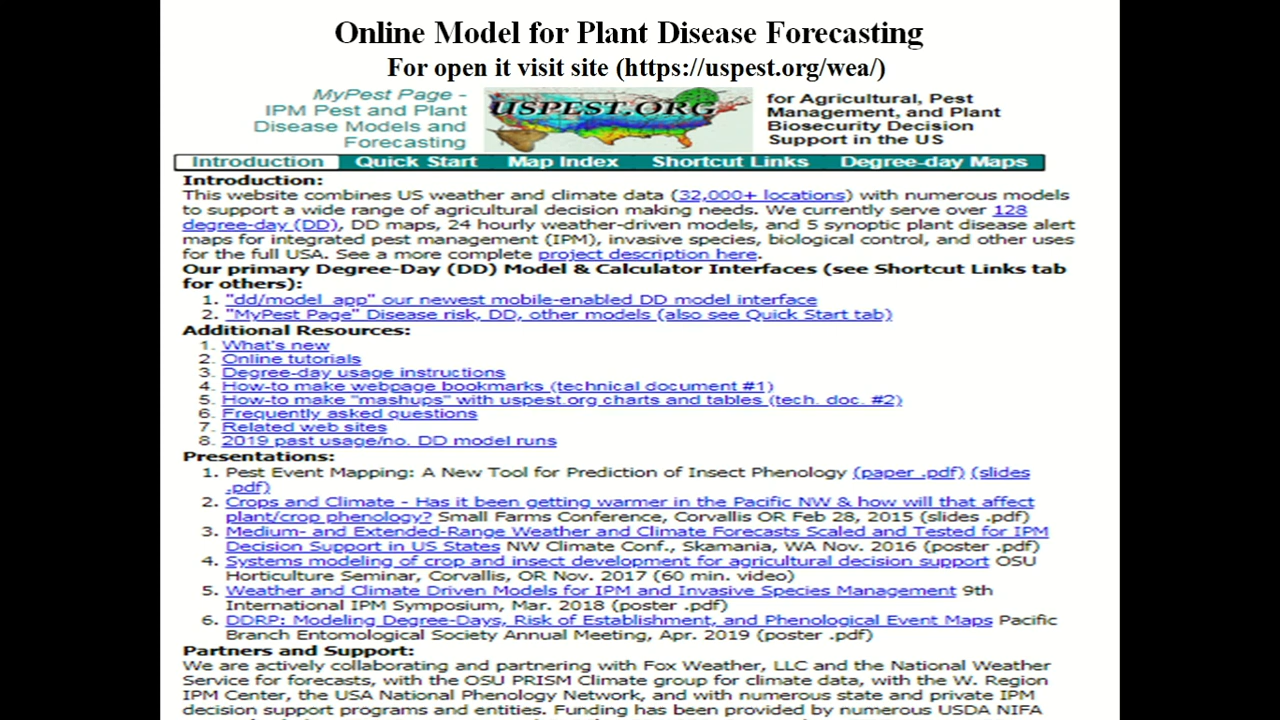 Online Model for Plant Disease Forecasting
For open it visit site (https://uspest.org/wea/)
MyPest Page -
IPM Pest and Plant
Disease Models and
Forecasting
USPEST.ORG
for Agricultural, Pest
Management, and Plant
Biosecurity Decision
Support in the US
Introduction Quick Start Map Index Shortcut Links Degree-day Maps
Introduction:
This website combines US weather and climate data (32,000+ locations) with numerous models
to support a wide range of agricultural decision making needs. We currently serve over 128
degree-day (DD), DD maps, 24 hourly weather-driven models, and 5 synoptic plant disease alert
maps for integrated pest management (IPM), invasive species, biological control, and other uses
for the full USA. See a more complete project description here.
Our primary Degree-Day (DD) Model & Calculator Interfaces (see Shortcut Links tab
for others):
1. "dd/model_app" our newest mobile-enabled DD model interface
2. "MyPest Page" Disease risk, DD, other models (also see Quick Start tab)
Additional Resources:
1. What's new
2. Online tutorials
3. Degree-day usage instructions
4. How-to make webpage bookmarks (technical document #1)
5. How-to make "mashups" with uspest.org charts and tables (tech. doc. #2)
6. Frequently asked questions
7. Related web sites
8. 2019 past usage/no. DD model runs
Presentations:
1. Pest Event Mapping: A New Tool for Prediction of Insect Phenology (paper .pdf) (slides
.pdf)
2. Crops and Climate - Has it been getting warmer in the Pacific NW & how will that affect
plant/crop phenology? Small Farms Conference, Corvallis OR Feb 28, 2015 (slides .pdf)
3. Medium- and Extended-Range Weather and Climate Forecasts Scaled and Tested for IPM
Decision Support in US States NW Climate Conf., Skamania, WA Nov. 2016 (poster .pdf)
4. Systems modeling of crop and insect development for agricultural decision support OSU
Horticulture Seminar, Corvallis, OR Nov. 2017 (60 min. video)
5. Weather and Climate Driven Models for IPM and Invasive Species Management 9th
International IPM Symposium, Mar. 2018 (poster .pdf)
6. DDRP: Modeling Degree-Days, Risk of Establishment, and Phenological Event Maps Pacific
Branch Entomological Society Annual Meeting, Apr. 2019 (poster .pdf)
Partners and Support:
We are actively collaborating and partnering with Fox Weather, LLC and the National Weather
Service for forecasts, with the OSU PRISM Climate group for climate data, with the W. Region
IPM Center, the USA National Phenology Network, and with numerous state and private IPM
decision support programs and entities. Funding has been provided by numerous USDA NIFA